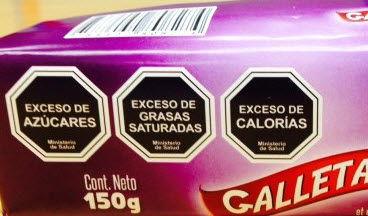 GALLETA
EXCESO DE
AZÚCARES
Ministerio
de Salud
EXCESO DE
GRASAS
SATURADAS
Ministerio
de Salud
EXCESO DE
CALORÍAS
Ministerio
de Salud
Cont. Neto
150g
GALLETA